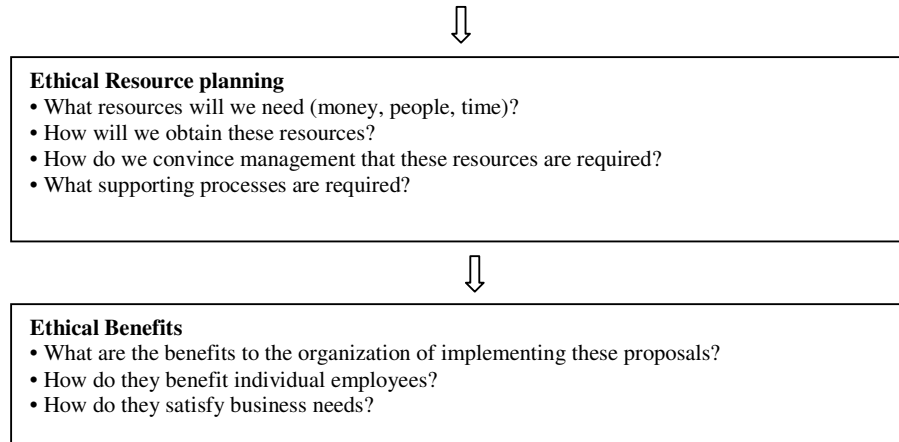 Ethical Resource planning
• What resources will we need (money, people, time)?
• How will we obtain these resources?
• How do we convince management that these resources are required?
• What supporting processes are required?
Ethical Benefits
• What are the benefits to the organization of implementing these proposals?
• How do they benefit individual employees?
• How do they satisfy business needs?